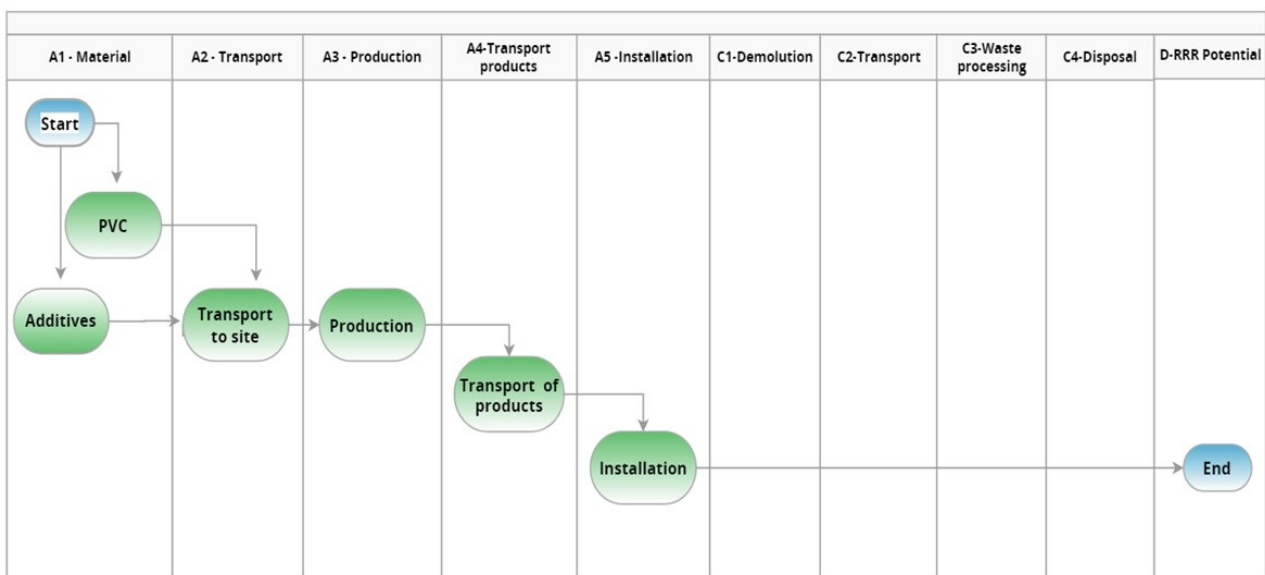 A1 - Material
A2 - Transport
A3 - Production
A4-Transport
products
A5 -Installation
C1-Demolution
C2-Transport
C3-Waste
processing
C4-Disposal
D-RRR Potential
Start
PVC
Additives
Transport
to site
Production
Transport of
products
Installation
End